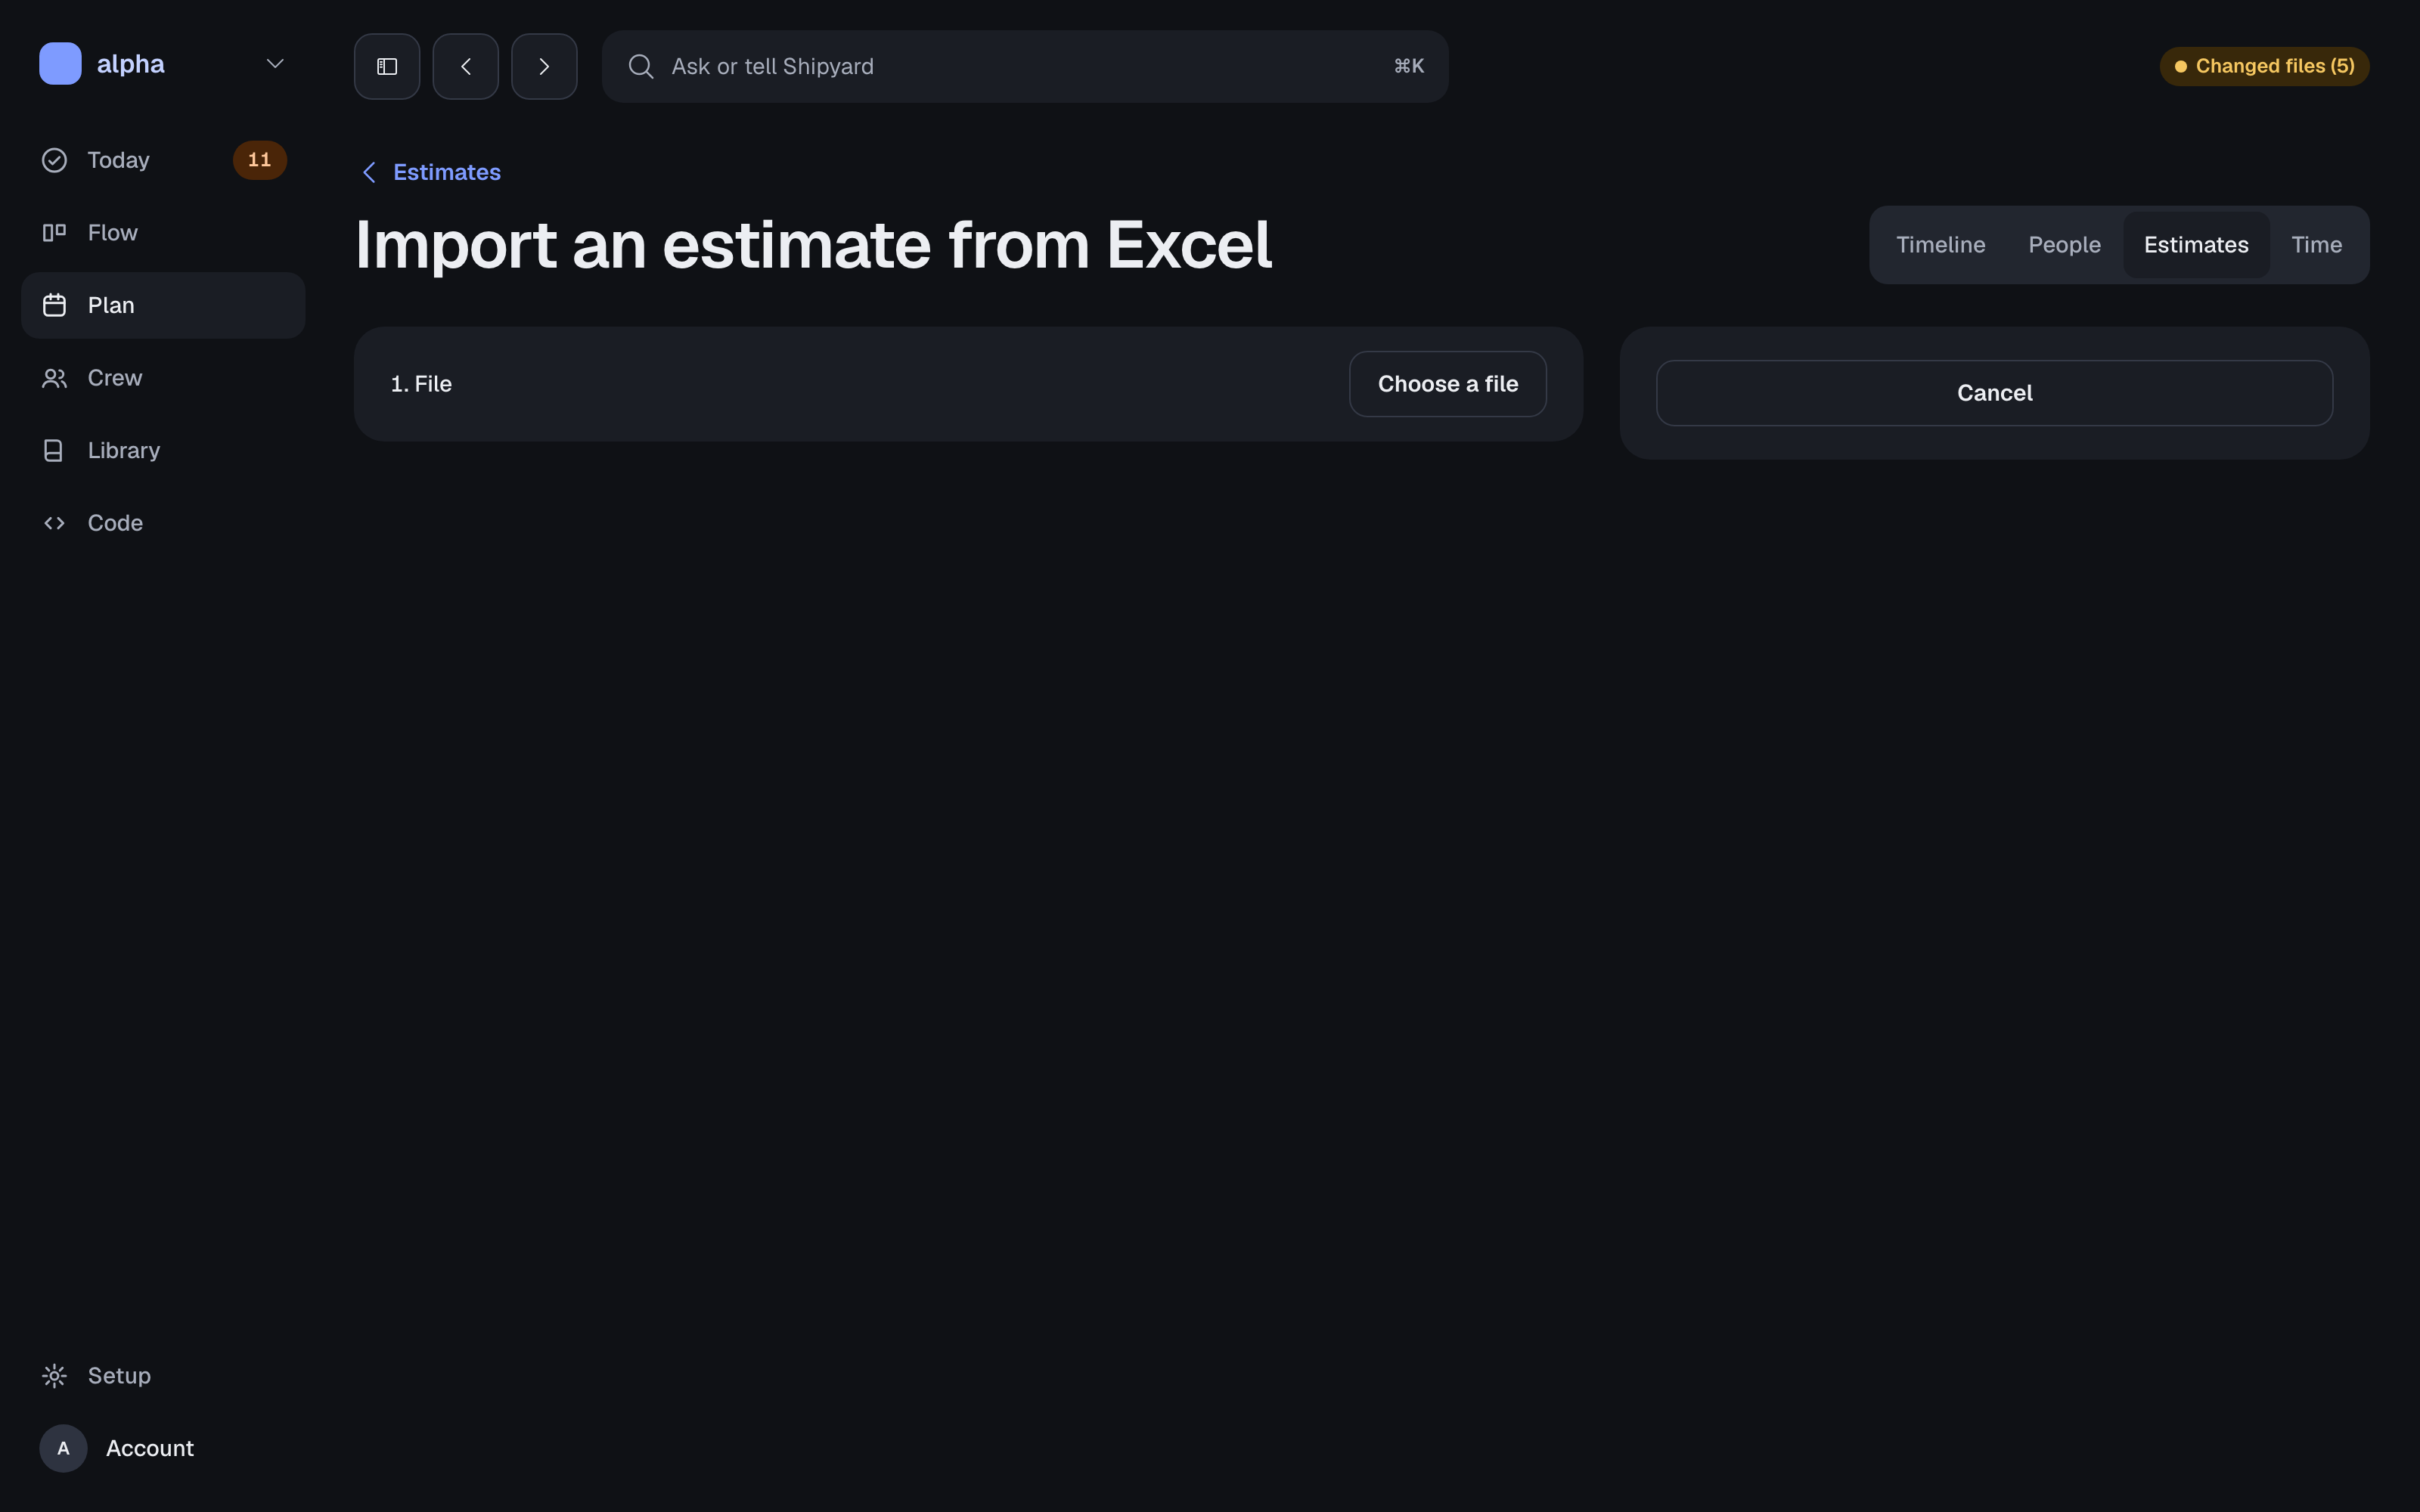 alpha
Ask or tell Shipyard ⌘K
Changed files (5)
Today 11
Flow
Plan
Crew
Library
Code
Setup
A Account
Estimates
Import an estimate from Excel
Timeline People Estimates Time
1. File Choose a file
Cancel